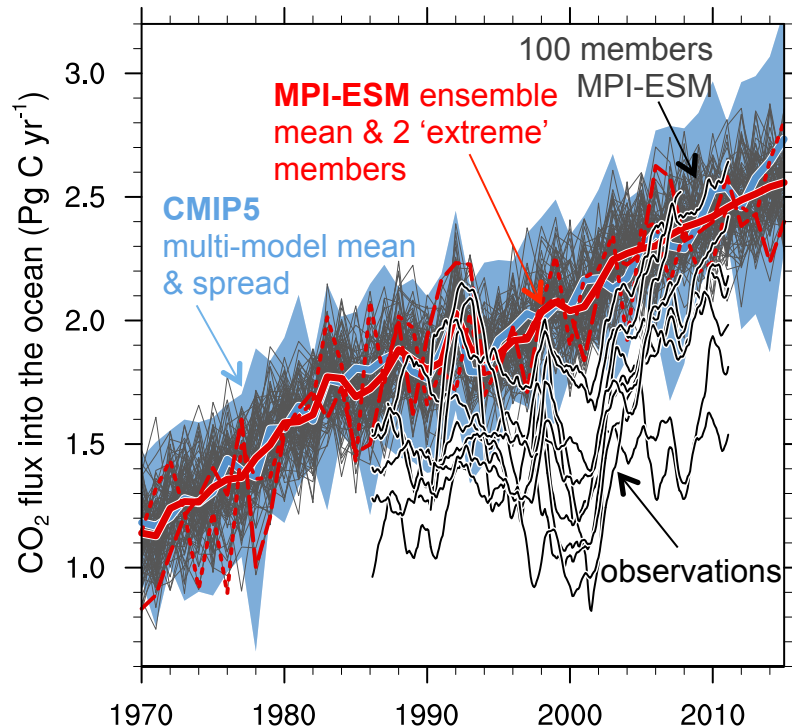 100 members
MPI-ESM
MPI-ESM ensemble
mean & 2 ‘extreme’
members
CMIP5
multi-model mean
& spread
observations
CO₂ flux into the ocean (Pg C yr⁻¹)
3.0
2.5
2.0
1.5
1.0
1970
1980
1990
2000
2010